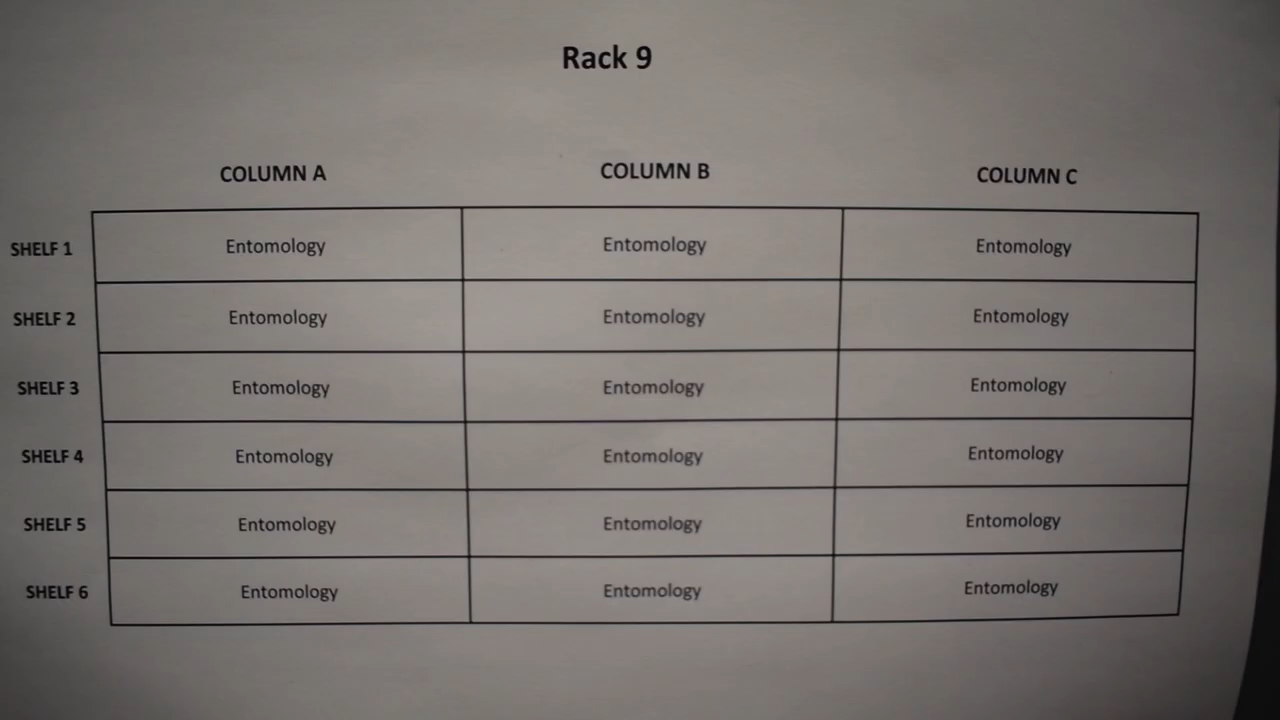 Rack 9
COLUMN A COLUMN B COLUMN C
SHELF 1 Entomology Entomology Entomology
SHELF 2 Entomology Entomology Entomology
SHELF 3 Entomology Entomology Entomology
SHELF 4 Entomology Entomology Entomology
SHELF 5 Entomology Entomology Entomology
SHELF 6 Entomology Entomology Entomology